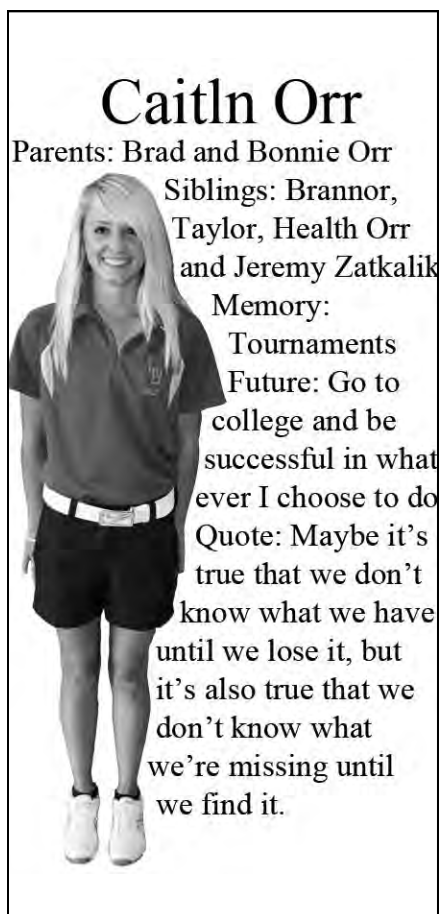 Caitln Orr
Parents: Brad and Bonnie Orr
Siblings: Brannor,
Taylor, Health Orr
and Jeremy Zatkalik
Memory:
Tournaments
Future: Go to
college and be
successful in what
ever I choose to do
Quote: Maybe it’s
true that we don’t
know what we have
until we lose it, but
it’s also true that we
don’t know what
we’re missing until
we find it.